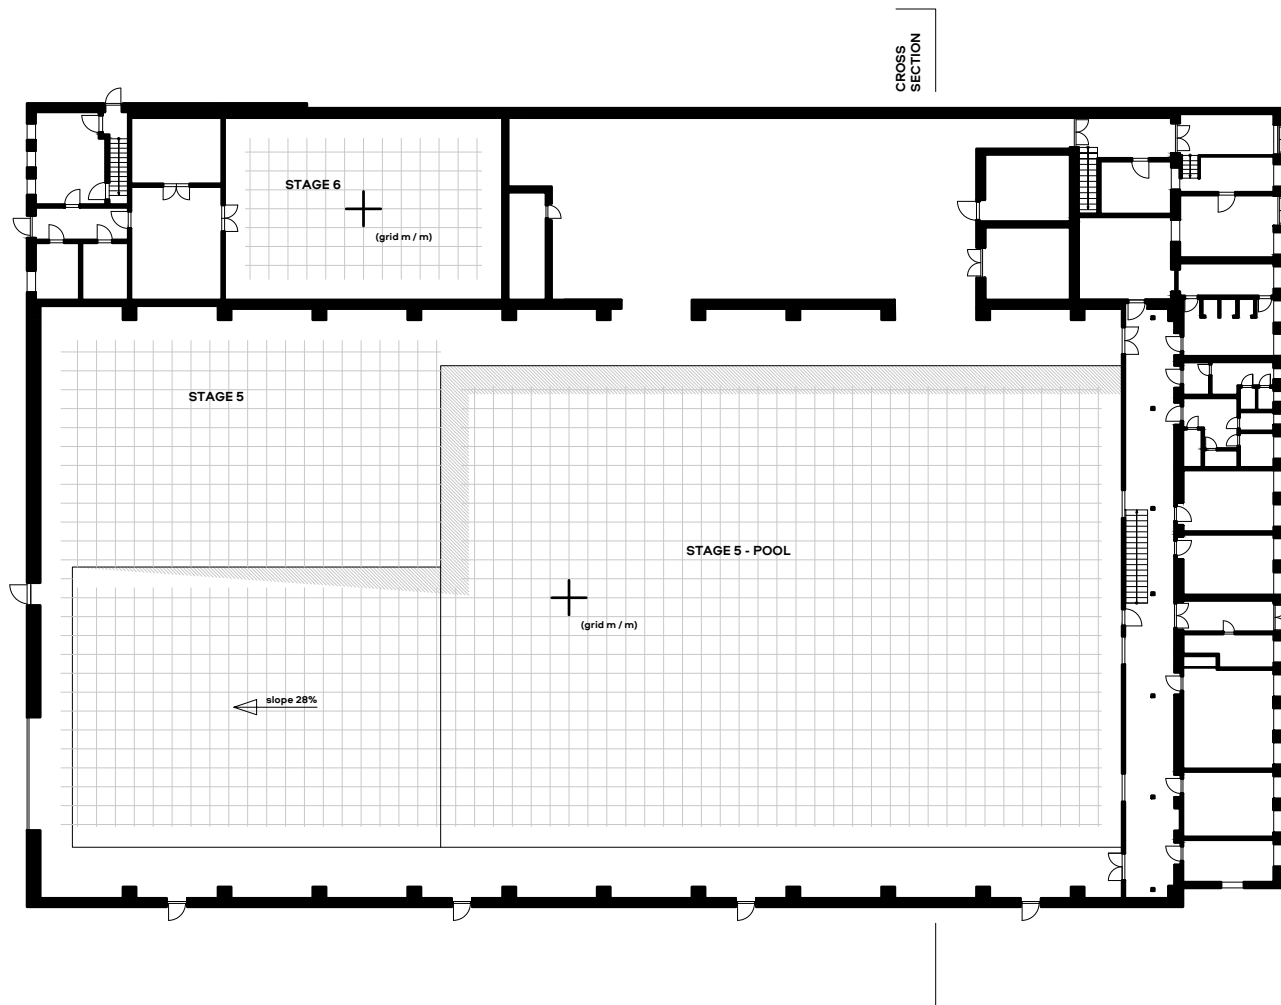 CROSS
SECTION
STAGE 6
(grid m / m)
STAGE 5
STAGE 5 - POOL
(grid m / m)
slope 28%